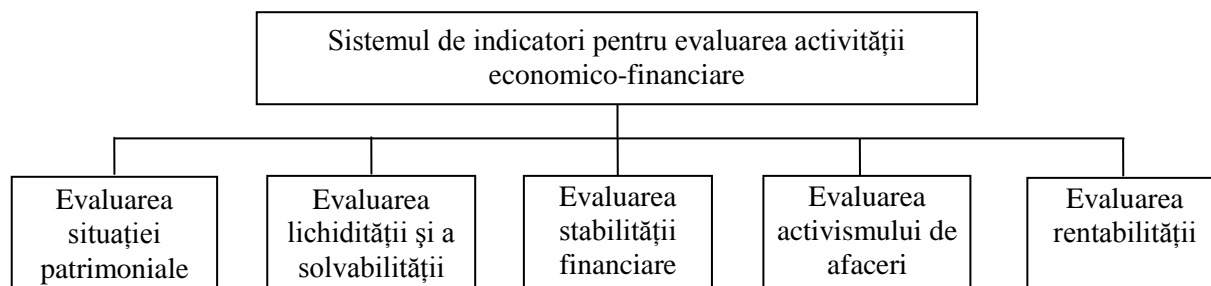 Sistemul de indicatori pentru evaluarea activității
economico-financiare
Evaluarea
situației
patrimoniale
Evaluarea
lichidității şi a
solvabilității
Evaluarea
stabilității
financiare
Evaluarea
activismului de
afaceri
Evaluarea
rentabilității